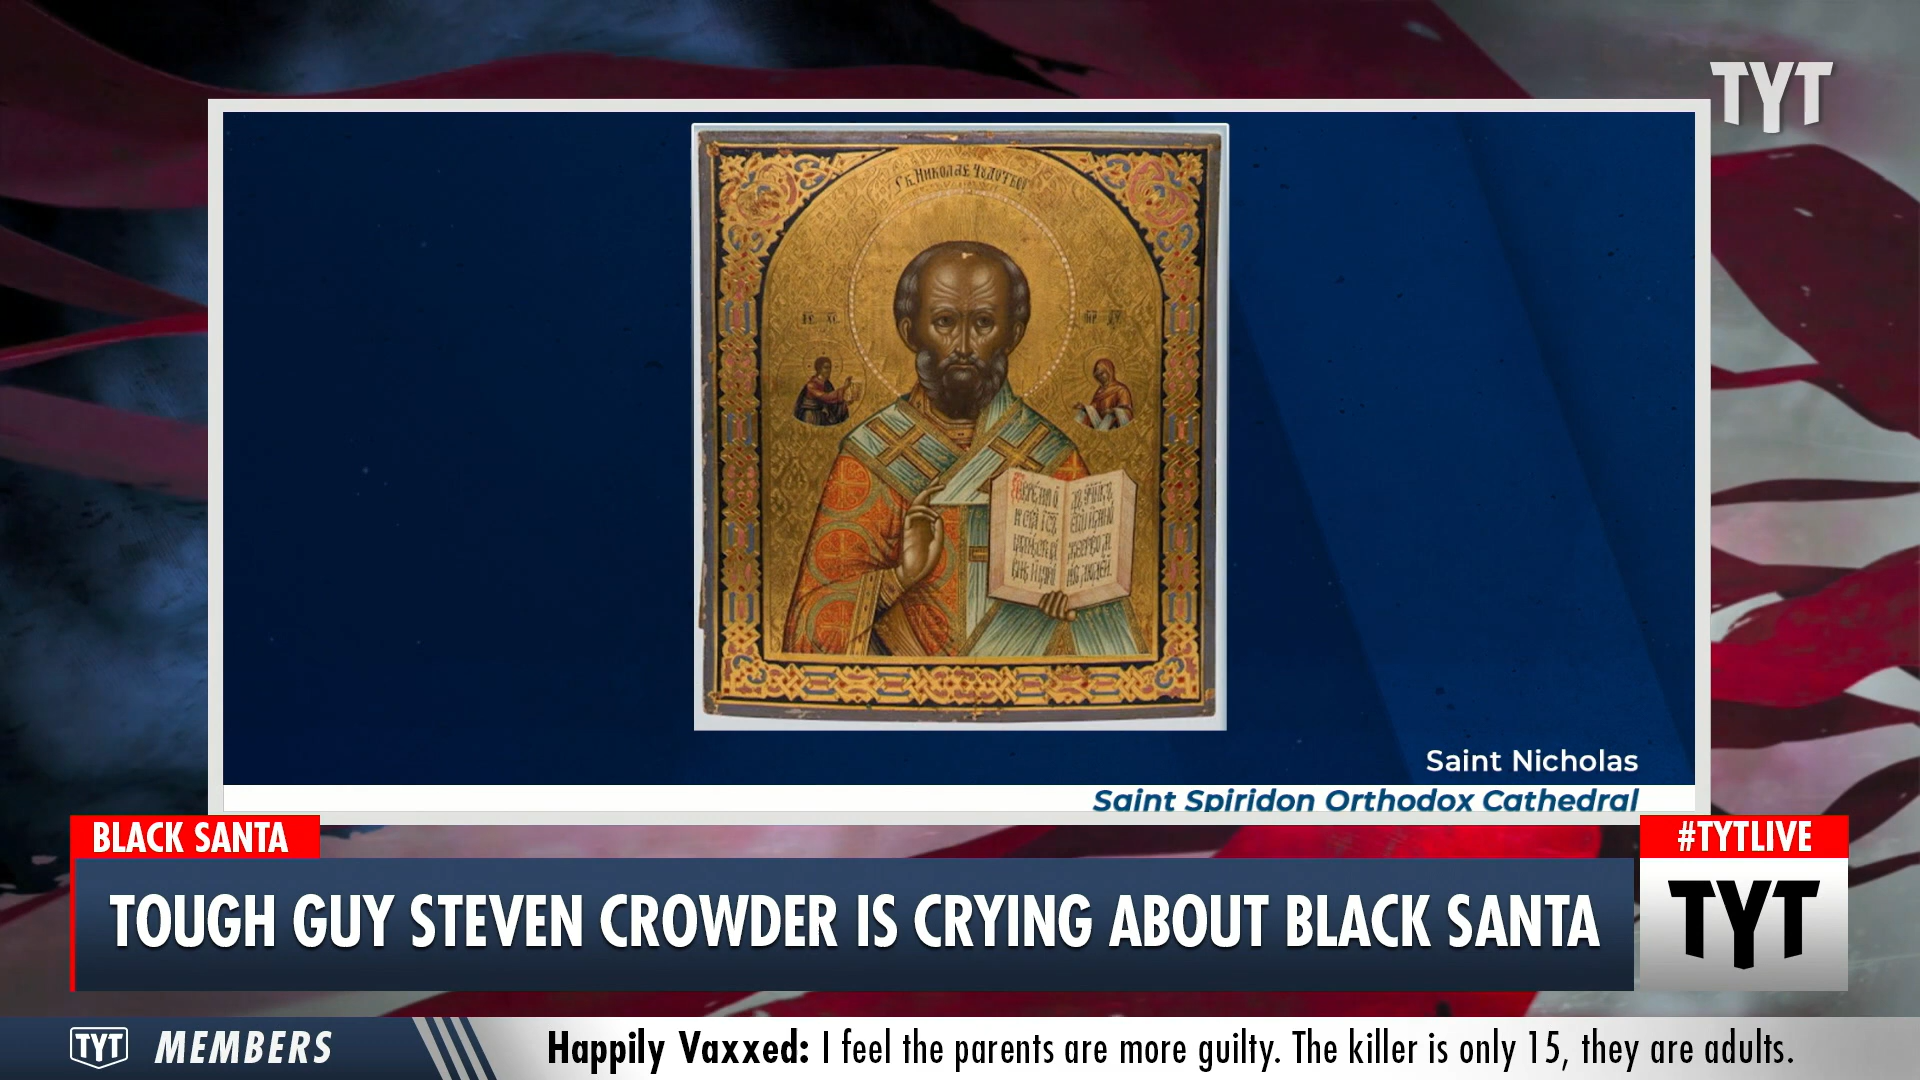 TYT
Saint Nicholas
Saint Spiridon Orthodox Cathedral
BLACK SANTA
#TYTLIVE
TOUGH GUY STEVEN CROWDER IS CRYING ABOUT BLACK SANTA
TYT
TYT MEMBERS
Happily Vaxxed: I feel the parents are more guilty. The killer is only 15, they are adults.